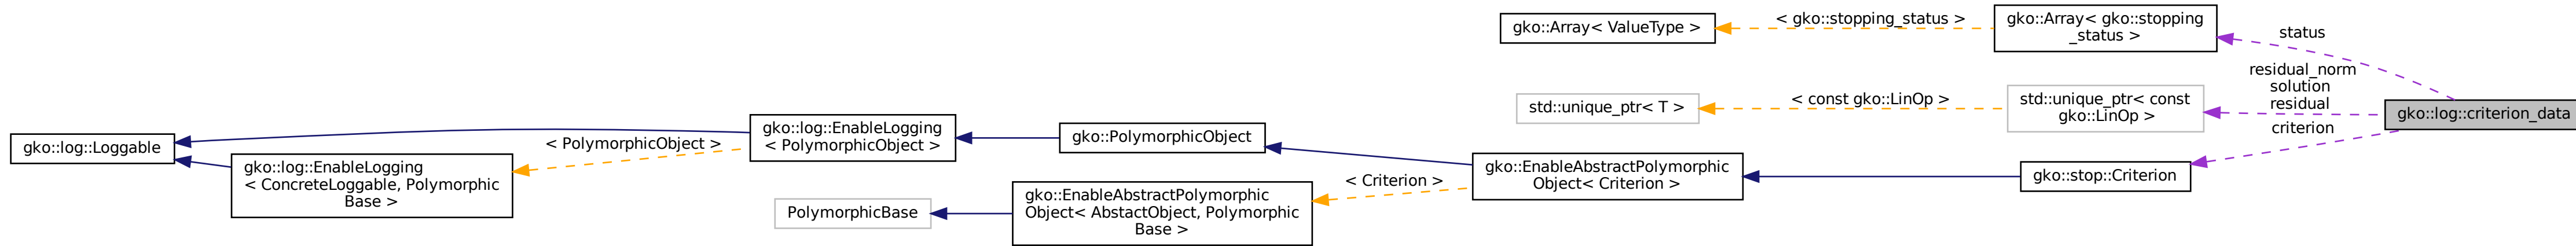 gko::Array< ValueType >
< gko::stopping_status >
gko::Array< gko::stopping
_status >
status
residual_norm
solution
residual
std::unique_ptr< T >
< const gko::LinOp >
std::unique_ptr< const
gko::LinOp >
gko::log::criterion_data
criterion
gko::log::Loggable
< PolymorphicObject >
gko::log::EnableLogging
< PolymorphicObject >
gko::PolymorphicObject
gko::log::EnableLogging
< ConcreteLoggable, Polymorphic
Base >
gko::EnableAbstractPolymorphic
Object< Criterion >
gko::stop::Criterion
< Criterion >
PolymorphicBase
gko::EnableAbstractPolymorphic
Object< AbstactObject, Polymorphic
Base >